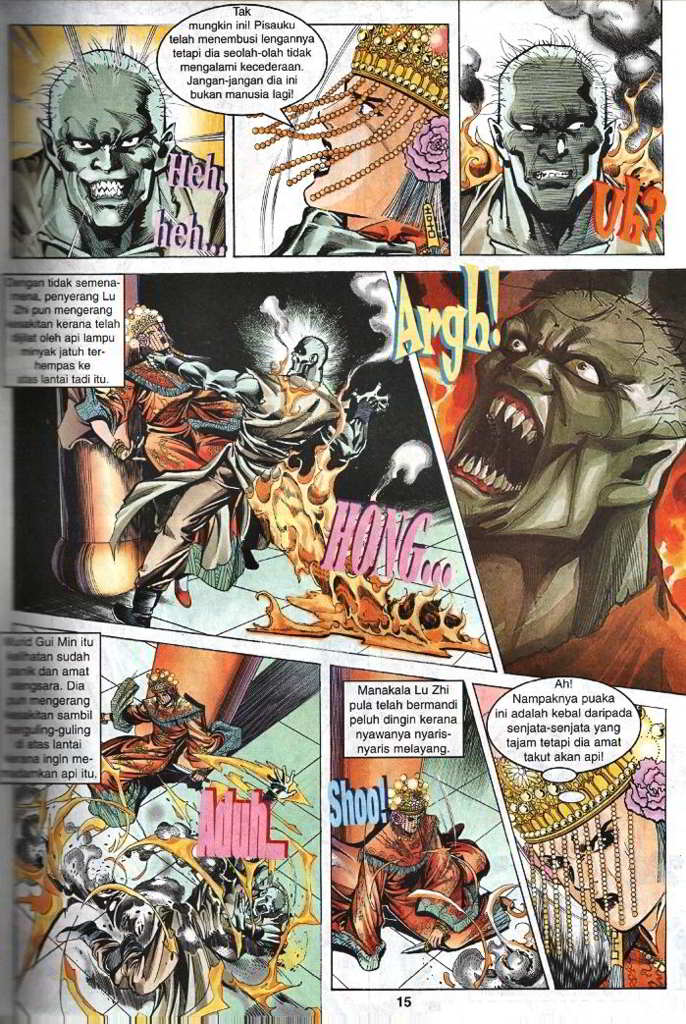 Tak
mungkin ini! Pisauku
telah menembusi lengannya
tetapi dia seolah-olah tidak
mengalami kecederaan.
Jangan-jangan dia ini
bukan manusia lagi!
Heh,
heh...
Uh?
Dengan tidak semena-
mena, penyerang Lu
Zhi pun mengerang
kesakitan kerana telah
dijilat oleh api lampu
minyak jatuh ter-
hempas ke
atas lantai tadi itu.
Argh!
HONG...
Murid Gui Min itu
kelihatan sudah
panik dan amat
sengsara. Dia
pun mengerang
kesakitan sambil
berguling-guling
di atas lantai
kerana ingin me-
madamkan api itu.
Aduh...
Manakala Lu Zhi
pula telah bermandi
peluh dingin kerana
nyawanya nyaris-
nyaris melayang.
Shoo!
Ah!
Nampaknya puaka
ini adalah kebal daripada
senjata-senjata yang
tajam tetapi dia amat
takut akan api!
15